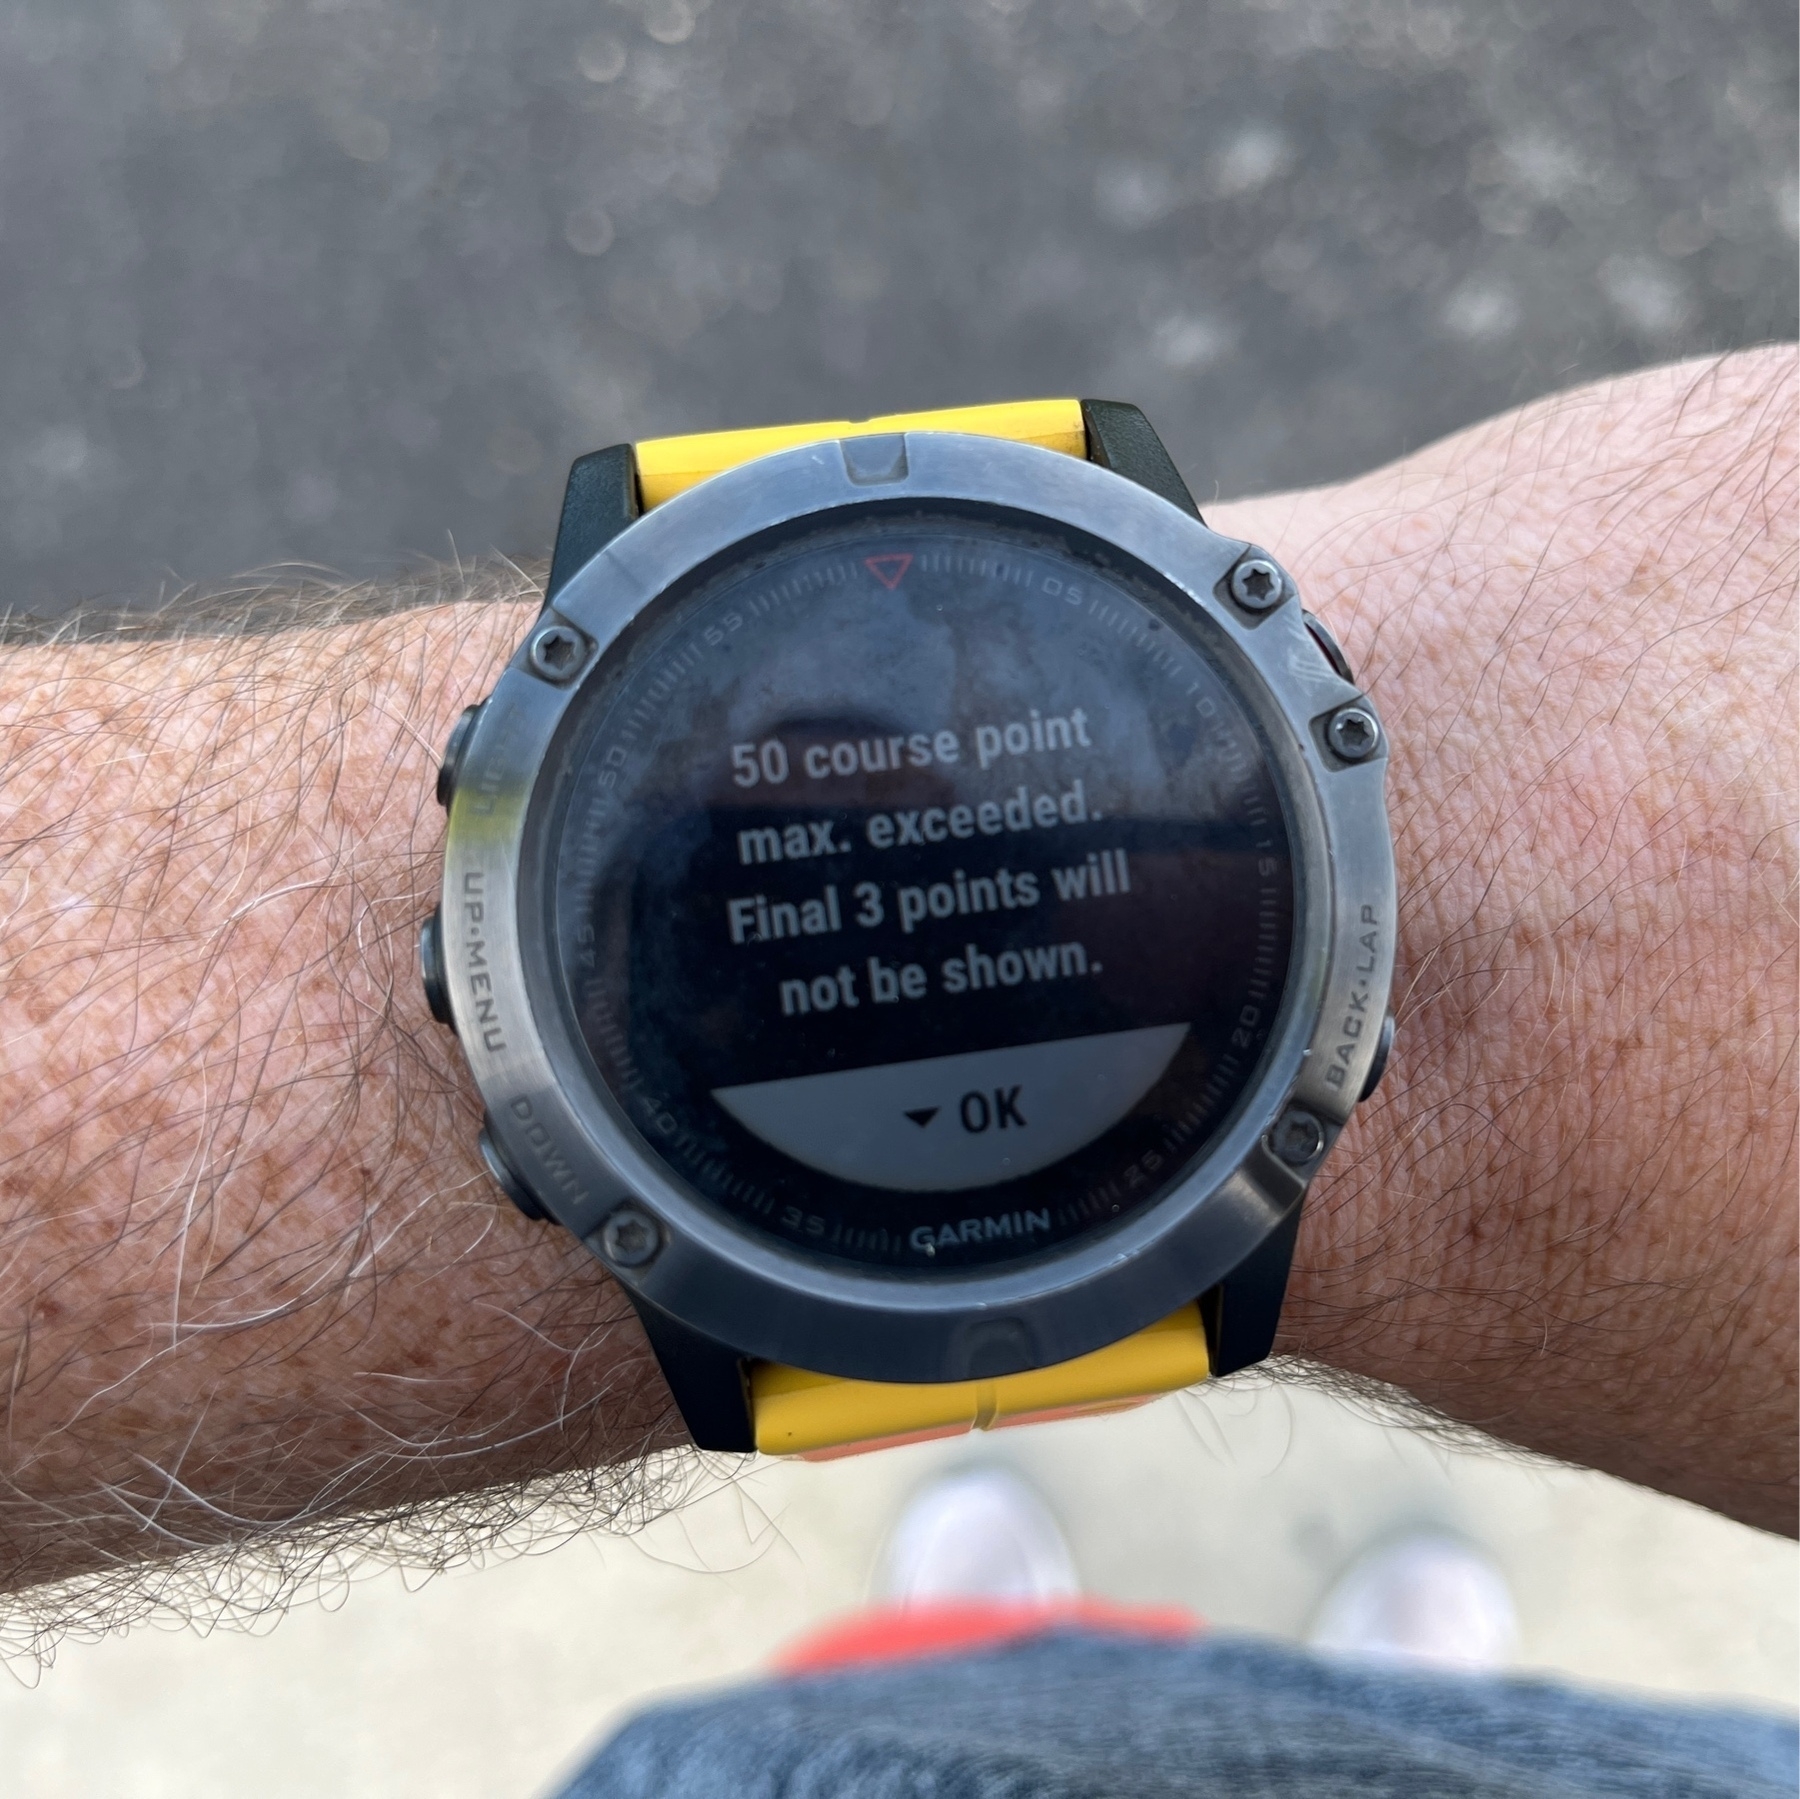 05
10
15
20
25
GARMIN
35
40
45
50
55
50 course point
max. exceeded.
Final 3 points will
not be shown.
OK
LIGHT
UP•MENU
DOWN
BACK•LAP